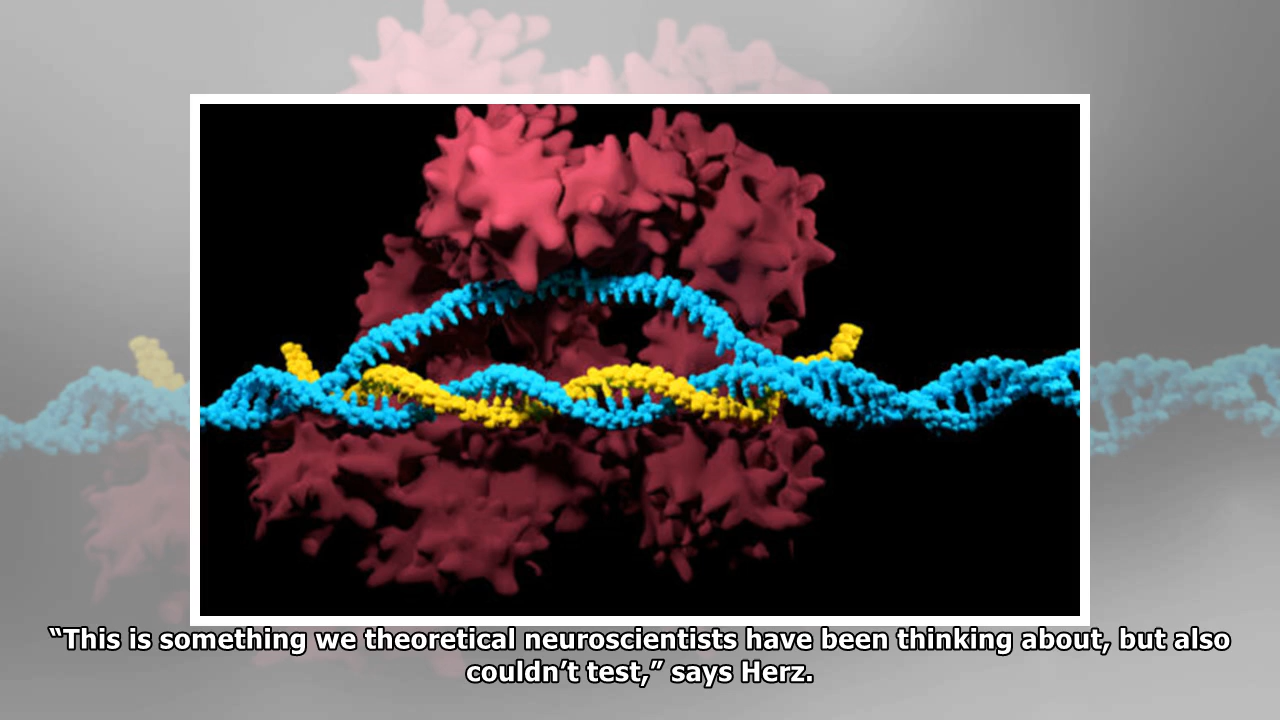 “This is something we theoretical neuroscientists have been thinking about, but also
couldn’t test,” says Herz.